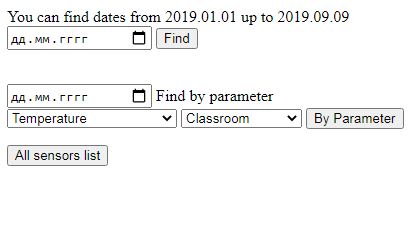 You can find dates from 2019.01.01 up to 2019.09.09
дд.мм.гггг Find
дд.мм.гггг Find by parameter
Temperature Classroom By Parameter
All sensors list